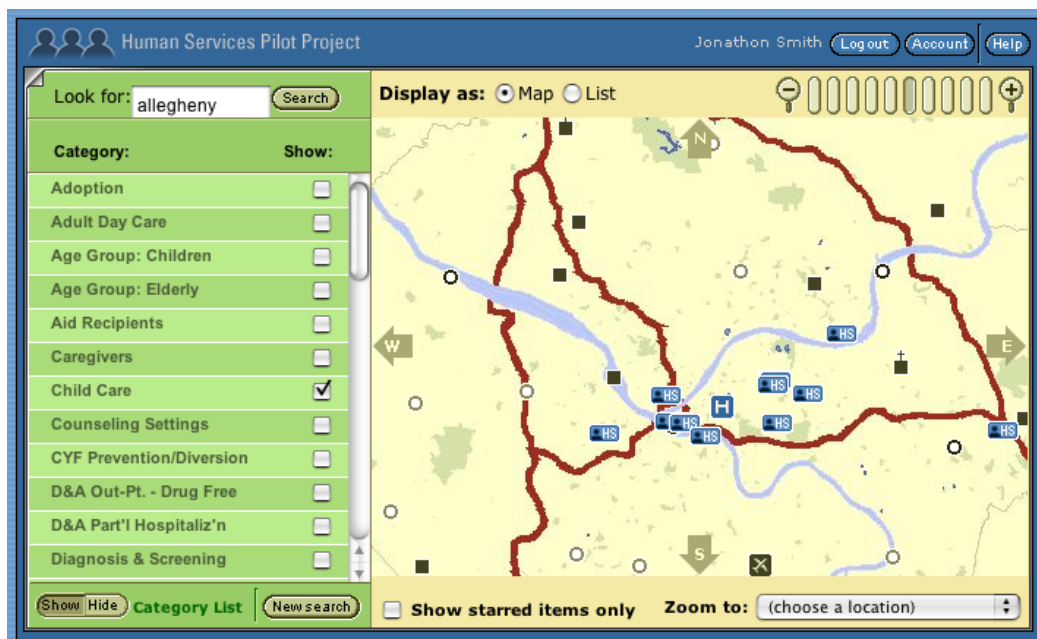 Human Services Pilot Project
Jonathon Smith Logout Account Help
Look for: allegheny Search
Display as: Map List
Category: Show:
Adoption
Adult Day Care
Age Group: Children
Age Group: Elderly
Aid Recipients
Caregivers
Child Care
Counseling Settings
CYF Prevention/Diversion
D&A Out-Pt. - Drug Free
D&A Part'l Hospitaliz'n
Diagnosis & Screening
Show Hide Category List New search
N
HS
W
E
HS
HS
HS
H
HS
HS
HS
HS
HS
HS
S
Show starred items only Zoom to: (choose a location)